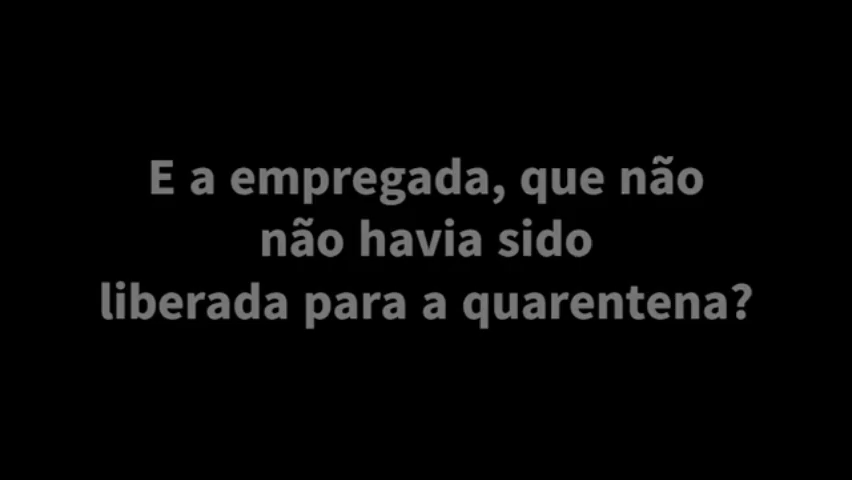 E a empregada, que não
não havia sido
liberada para a quarentena?